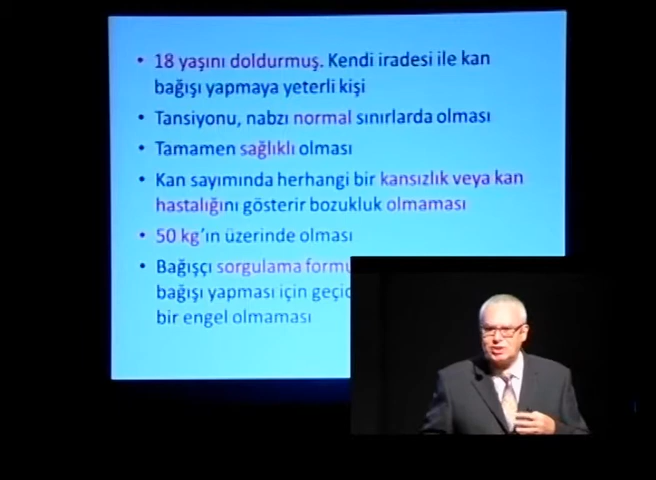 • 18 yaşını doldurmuş. Kendi iradesi ile kan
bağışı yapmaya yeterli kişi
• Tansiyonu, nabzı normal sınırlarda olması
• Tamamen sağlıklı olması
• Kan sayımında herhangi bir kansızlık veya kan
hastalığını gösterir bozukluk olmaması
• 50 kg’ın üzerinde olması
• Bağışçı sorgulama
bağışı yapması için
bir engel olmaması